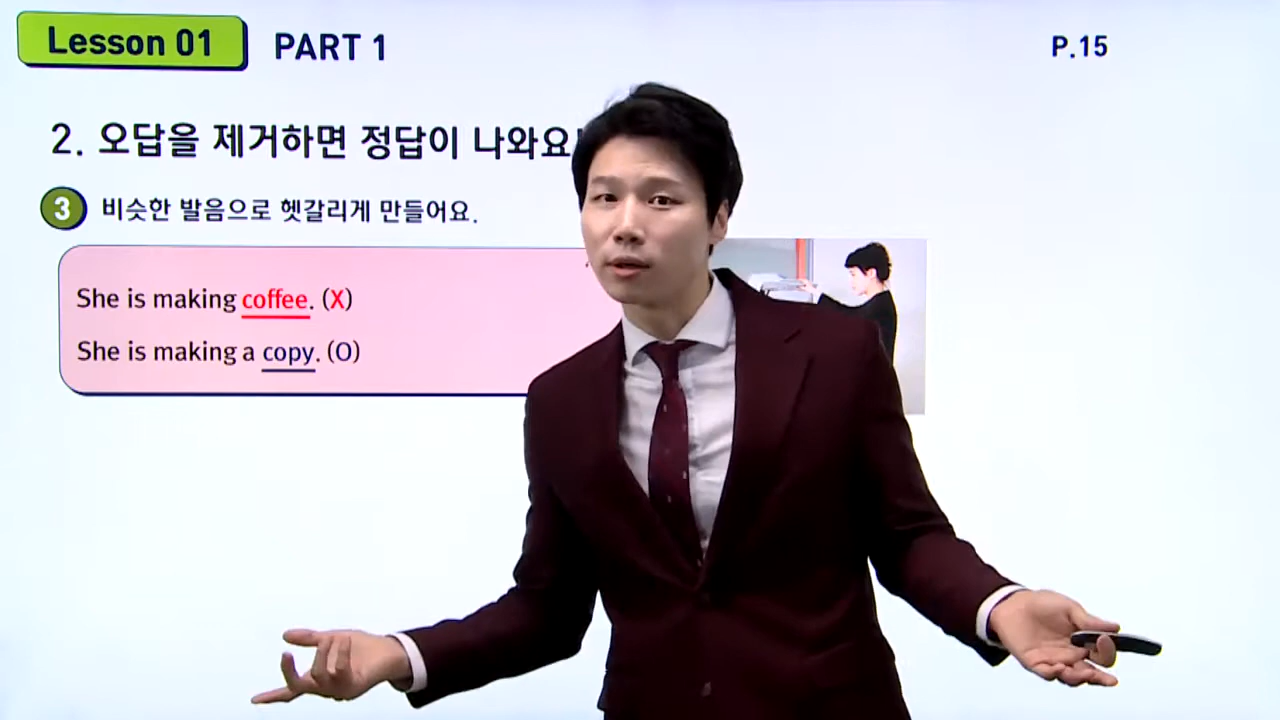 Lesson 01 PART 1 P.15
2. 오답을 제거하면 정답이 나와요
3 비슷한 발음으로 헷갈리게 만들어요.
She is making coffee. (X)
She is making a copy. (O)